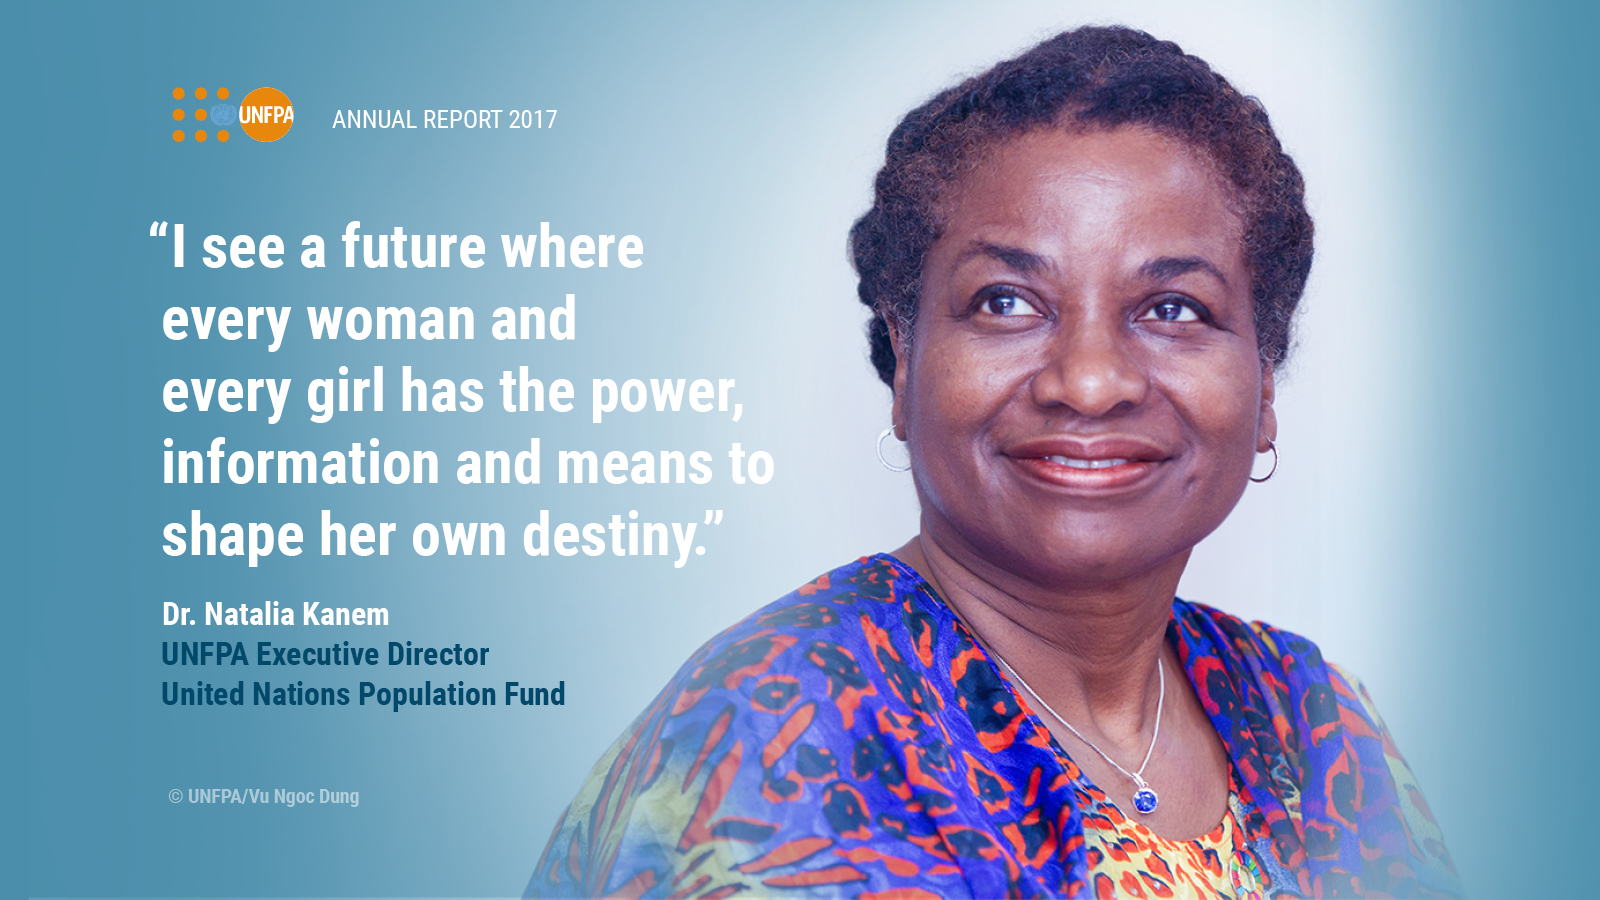 UNFPA
ANNUAL REPORT 2017
“I see a future where
every woman and
every girl has the power,
information and means to
shape her own destiny.”
Dr. Natalia Kanem
UNFPA Executive Director
United Nations Population Fund
© UNFPA/Vu Ngoc Dung